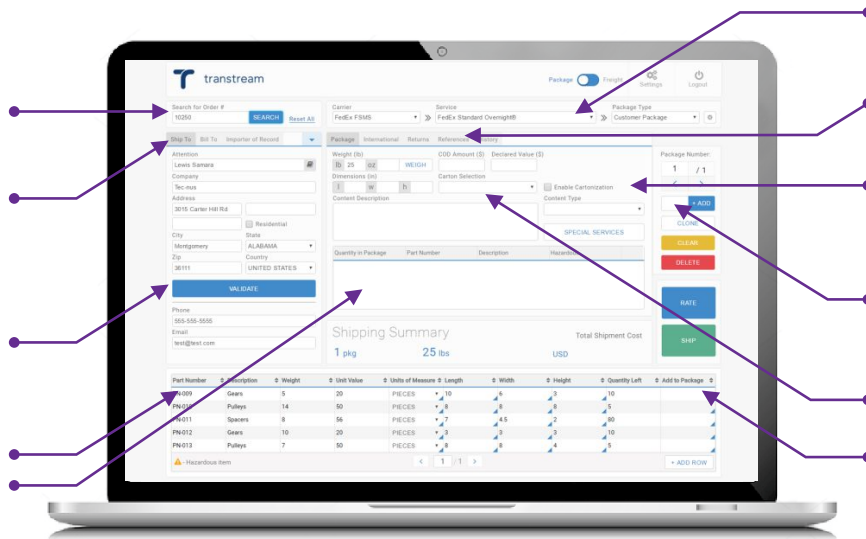 transtream
Package Freight Settings Logout
Search for Order #
10250 SEARCH Reset All
Carrier Service Package Type
FedEx FSMS FedEx Standard Overnight® Customer Package
Ship To Bill To Importer of Record
Package International Returns References
Attention
Lewis Samara
Company
Tec-nus
Address
3015 Carter Hill Rd
Residential
City State
Montgomery ALABAMA
Zip Country
36111 UNITED STATES
VALIDATE
Phone
555-555-5555
Email
test@test.com
Weight (lb) COD Amount ($) Declared Value ($)
lb 25 oz WEIGH
Dimensions (in) Carton Selection
l w h Enable Cartonization
Content Description Content Type
SPECIAL SERVICES
Quantity in Package Part Number Description Hazardous
Package Number:
1 / 1
+ ADD
CLONE
CLEAR
DELETE
RATE
SHIP
Shipping Summary Total Shipment Cost
1 pkg 25 lbs USD
Part Number Description Weight Unit Value Units of Measure Length Width Height Quantity Left Add to Package
PN-009 Gears 5 20 PIECES 10 6 3 10
PN-010 Pulleys 14 50 PIECES 8 8 8 5
PN-011 Spacers 8 56 PIECES 7 4.5 2 80
PN-012 Gears 10 20 PIECES 3 3 3 10
PN-013 Pulleys 7 50 PIECES 8 8 4 5
- Hazardous Item < 1 / 1 > + ADD ROW